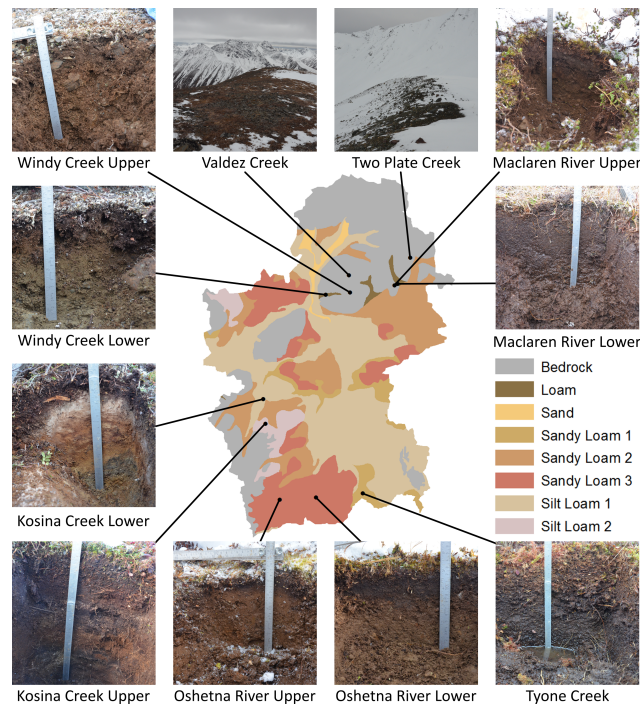 Windy Creek Upper
Valdez Creek
Two Plate Creek
Maclaren River Upper
Windy Creek Lower
Maclaren River Lower
Bedrock
Loam
Sand
Sandy Loam 1
Sandy Loam 2
Sandy Loam 3
Silt Loam 1
Silt Loam 2
Kosina Creek Lower
Kosina Creek Upper
Oshetna River Upper
Oshetna River Lower
Tyone Creek